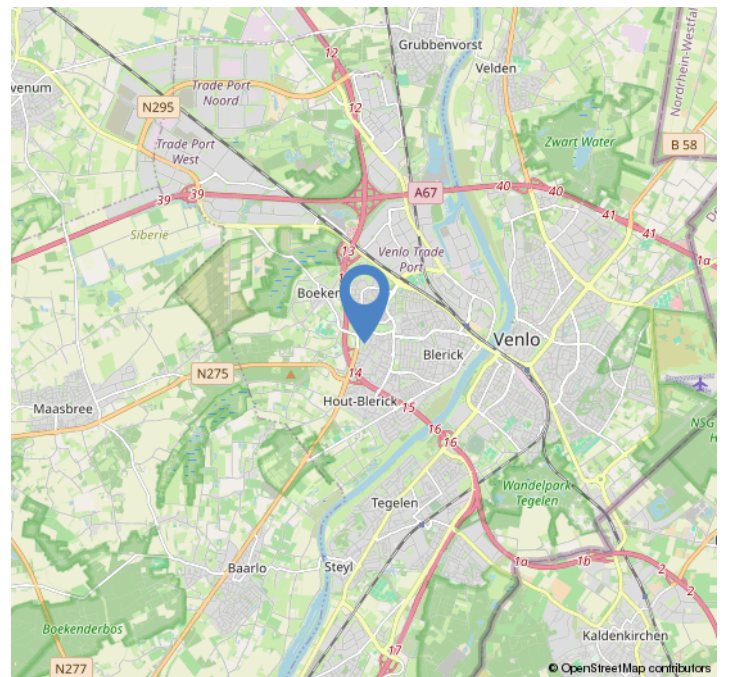 Grubbenvorst
12
Velden
venum
Trade Port
Noord
Nordrhein-Westfal
N295
12
Zwart Water
B 58
Trade Port
West
39
39
A67
40
40
41
41
1a
Siberië
13
Venlo Trade
Port
Boeken
Venlo
Blerick
N275
14
Maasbree
Hout-Blerick
15
16
16
NSG
H
Wandelpark
Tegelen
Tegelen
Baarlo
Steyl
1a
1b
2
2
Boekenderbos
Kaldenkirchen
17
N277
© OpenStreetMap contributors